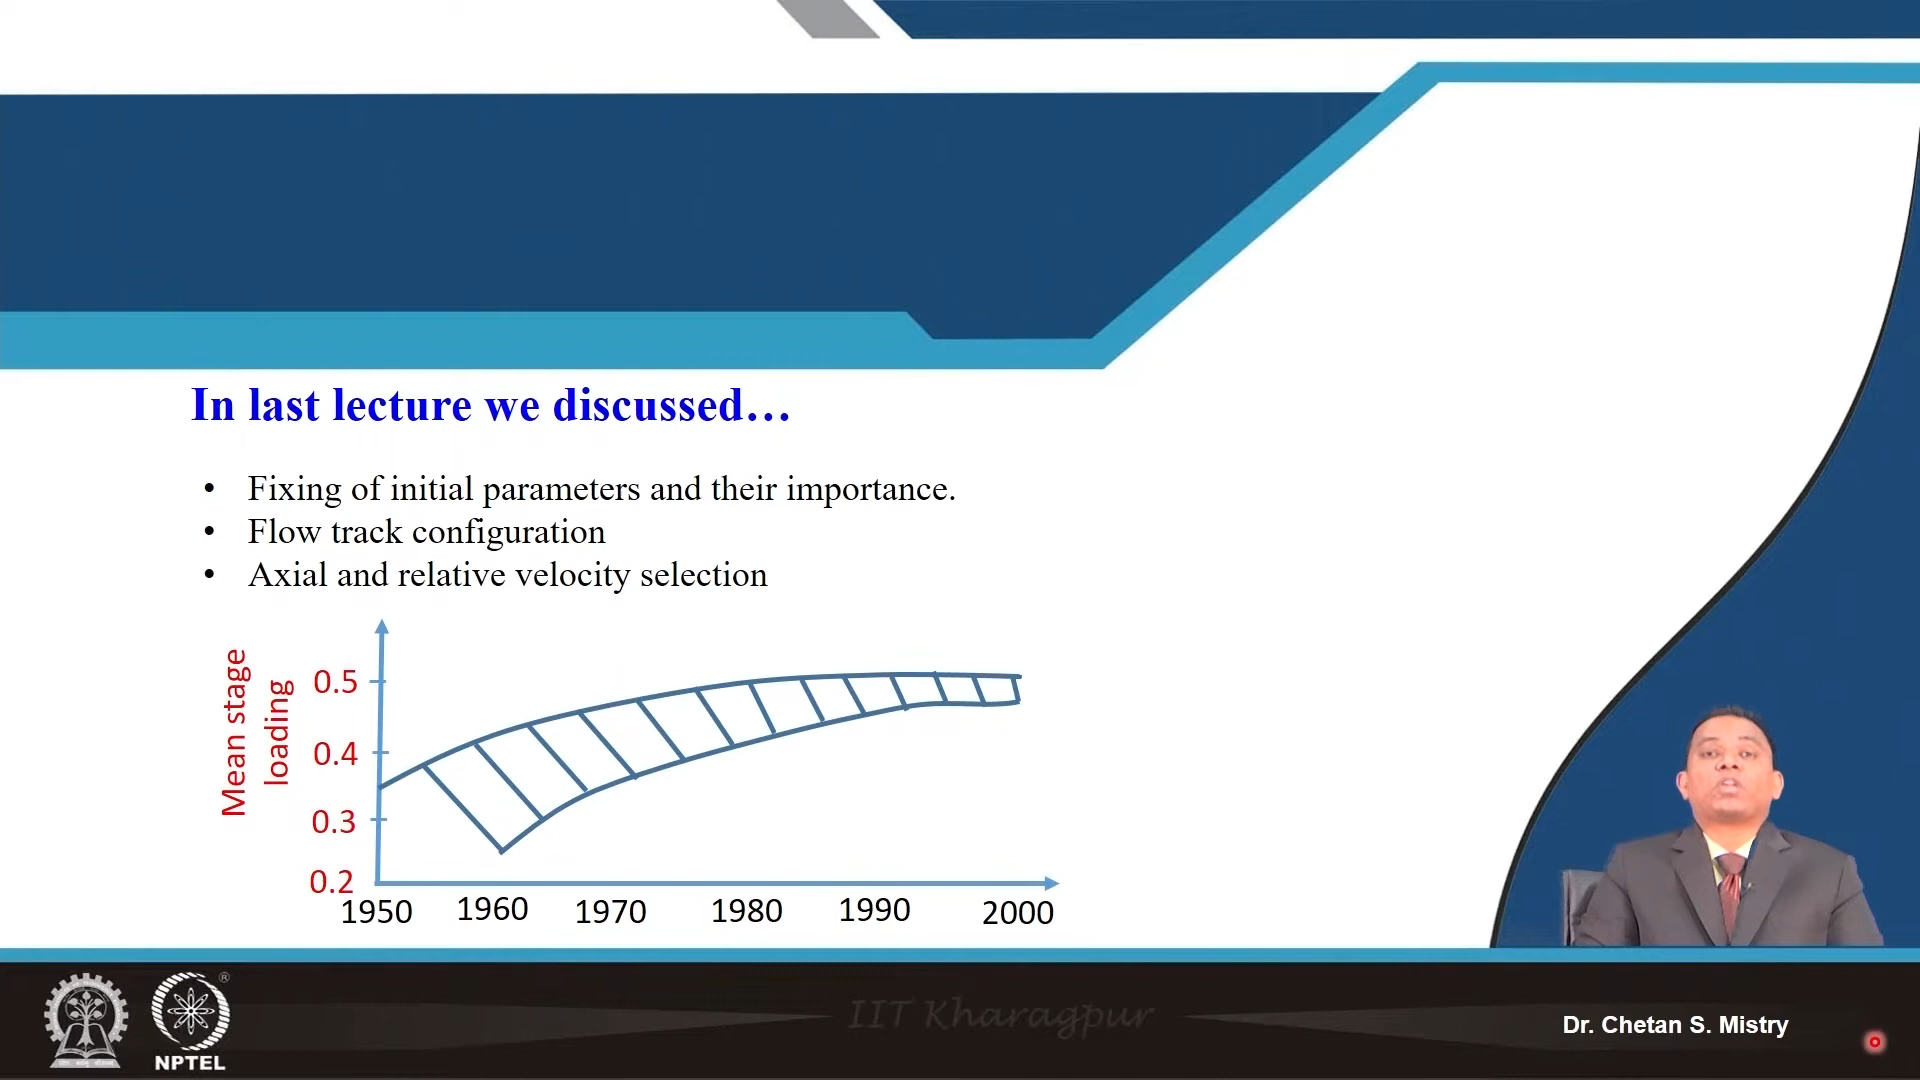 In last lecture we discussed...
• Fixing of initial parameters and their importance.
• Flow track configuration
• Axial and relative velocity selection
Mean stage
loading
0.5
0.4
0.3
0.2
1950 1960 1970 1980 1990 2000
IIT Kharagpur
Dr. Chetan S. Mistry
®
NPTEL